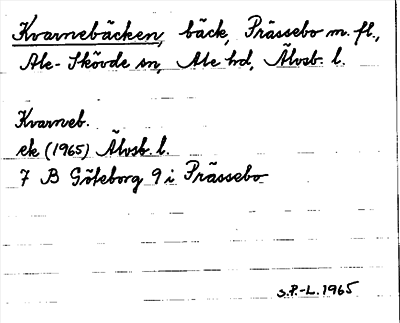 Kvarnebäcken, bäck, Prässebo m. fl.,
Ale-Skövde sn, Ale hd, Älvsb. l.
Kvarneb.
ek (1965) Älvsb. l.
7 B Göteborg 9 i Prässebo
S.P.-L. 1965